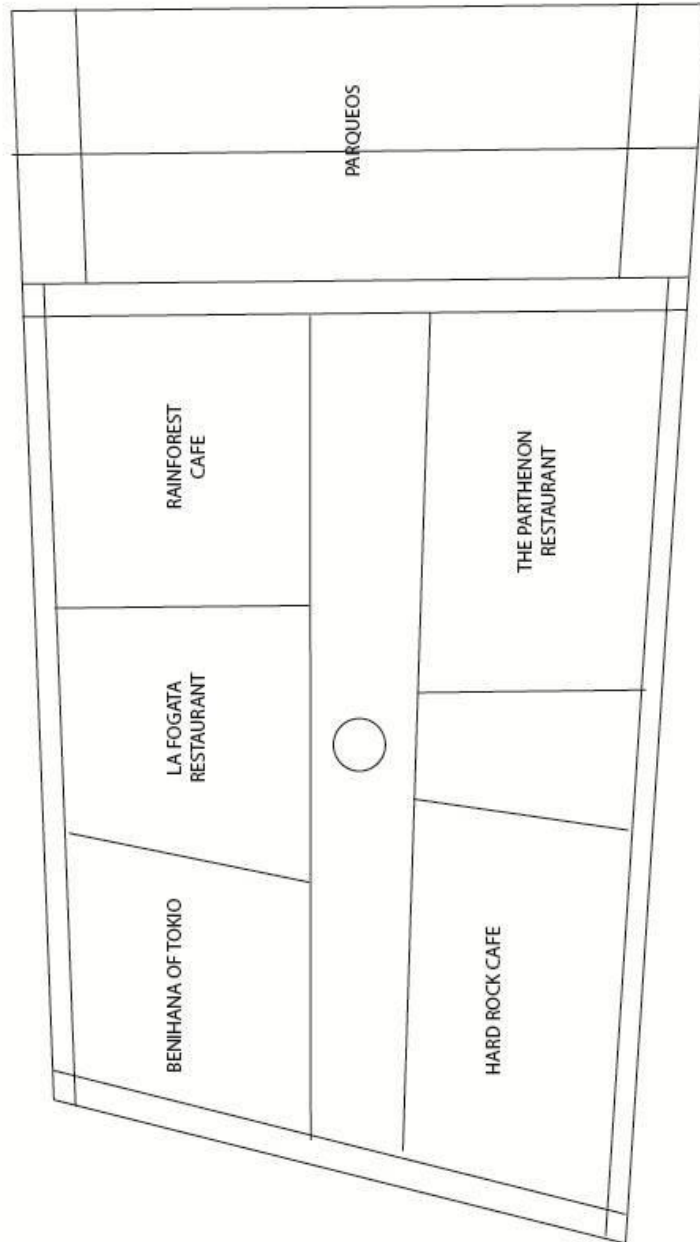 PARQUEOS
RAINFOREST
CAFE
THE PARTHENON
RESTAURANT
LA FOGATA
RESTAURANT
BENIHANA OF TOKIO
HARD ROCK CAFE